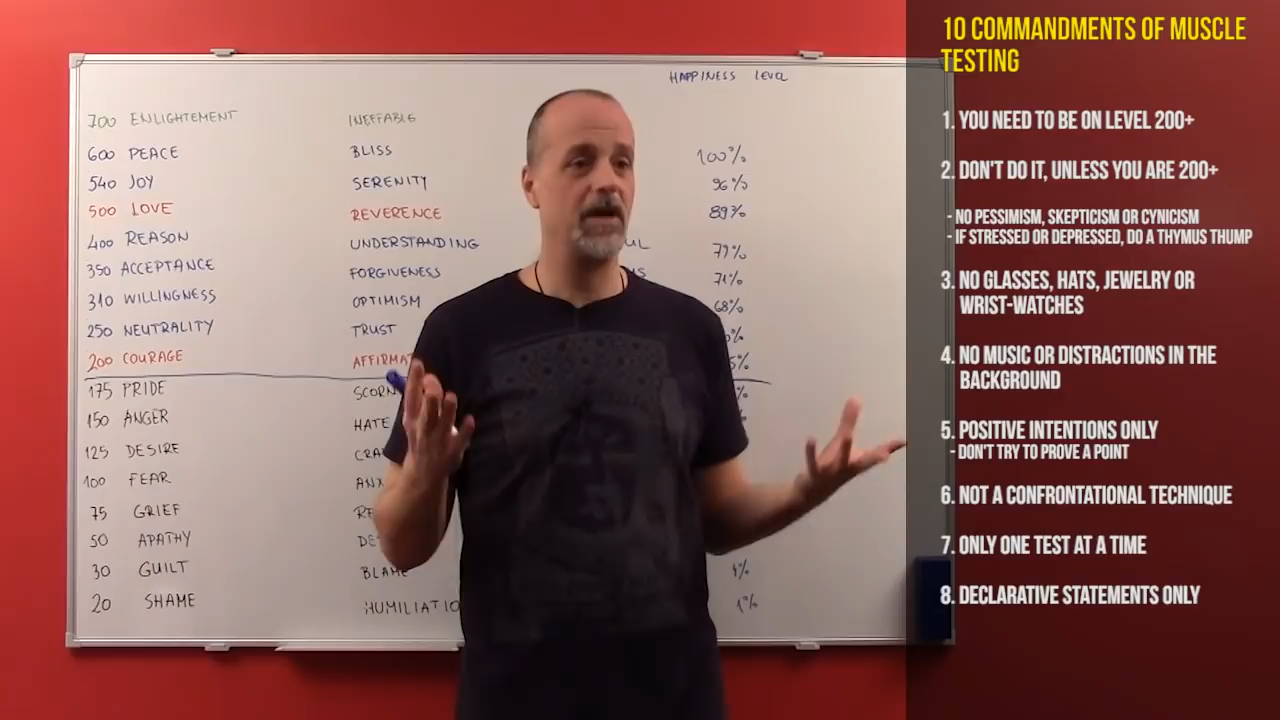 HAPPINESS LEVEL
700 ENLIGHTEMENT INEFFABLE
600 PEACE BLISS 100%
540 JOY SERENITY 96%
500 LOVE REVERENCE 89%
400 REASON UNDERSTANDING 79%
350 ACCEPTANCE FORGIVENESS 71%
310 WILLINGNESS OPTIMISM 68%
250 NEUTRALITY TRUST
200 COURAGE
175 PRIDE
150 ANGER HATE
125 DESIRE
100 FEAR
75 GRIEF
50 APATHY
30 GUILT BLAME
20 SHAME HUMILIATIO 1%
10 COMMANDMENTS OF MUSCLE
TESTING
1. YOU NEED TO BE ON LEVEL 200+
2. DON'T DO IT, UNLESS YOU ARE 200+
- NO PESSIMISM, SKEPTICISM OR CYNICISM
- IF STRESSED OR DEPRESSED, DO A THYMUS THUMP
3. NO GLASSES, HATS, JEWELRY OR
WRIST-WATCHES
4. NO MUSIC OR DISTRACTIONS IN THE
BACKGROUND
5. POSITIVE INTENTIONS ONLY
- DON'T TRY TO PROVE A POINT
6. NOT A CONFRONTATIONAL TECHNIQUE
7. ONLY ONE TEST AT A TIME
8. DECLARATIVE STATEMENTS ONLY